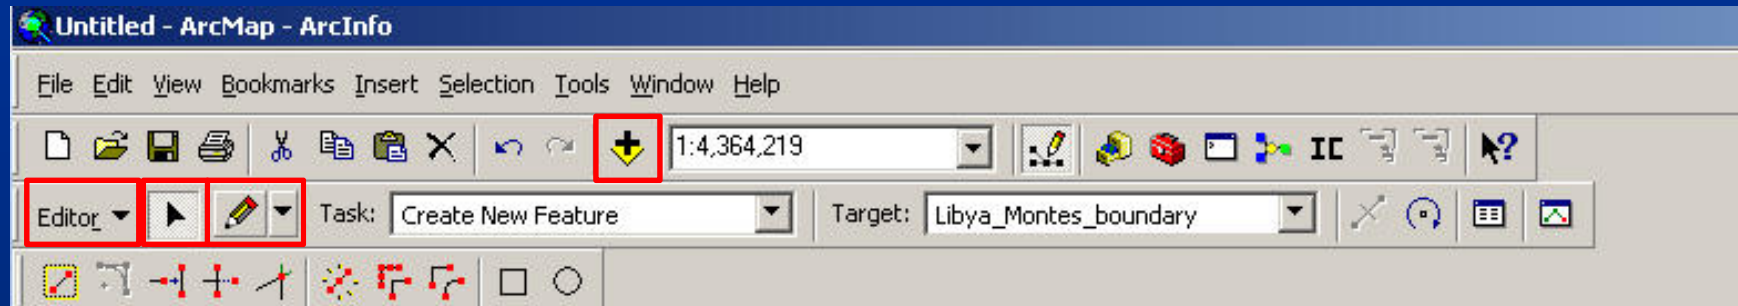 Untitled - ArcMap - ArcInfo
File Edit View Bookmarks Insert Selection Tools Window Help
1:4,364,219
Editor Task: Create New Feature Target: Libya_Montes_boundary